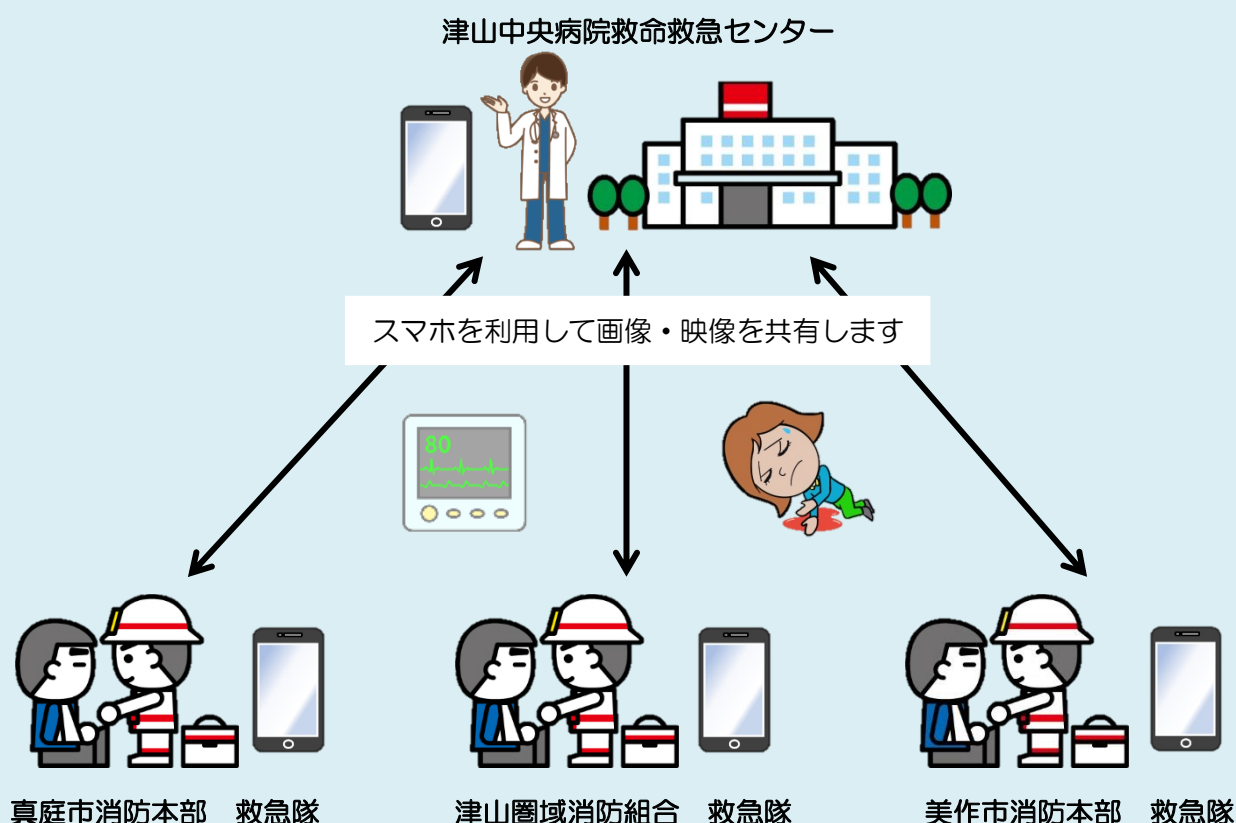 津山中央病院救命救急センター
スマホを利用して画像・映像を共有します
80
真庭市消防本部　救急隊
津山圏域消防組合　救急隊
美作市消防本部　救急隊